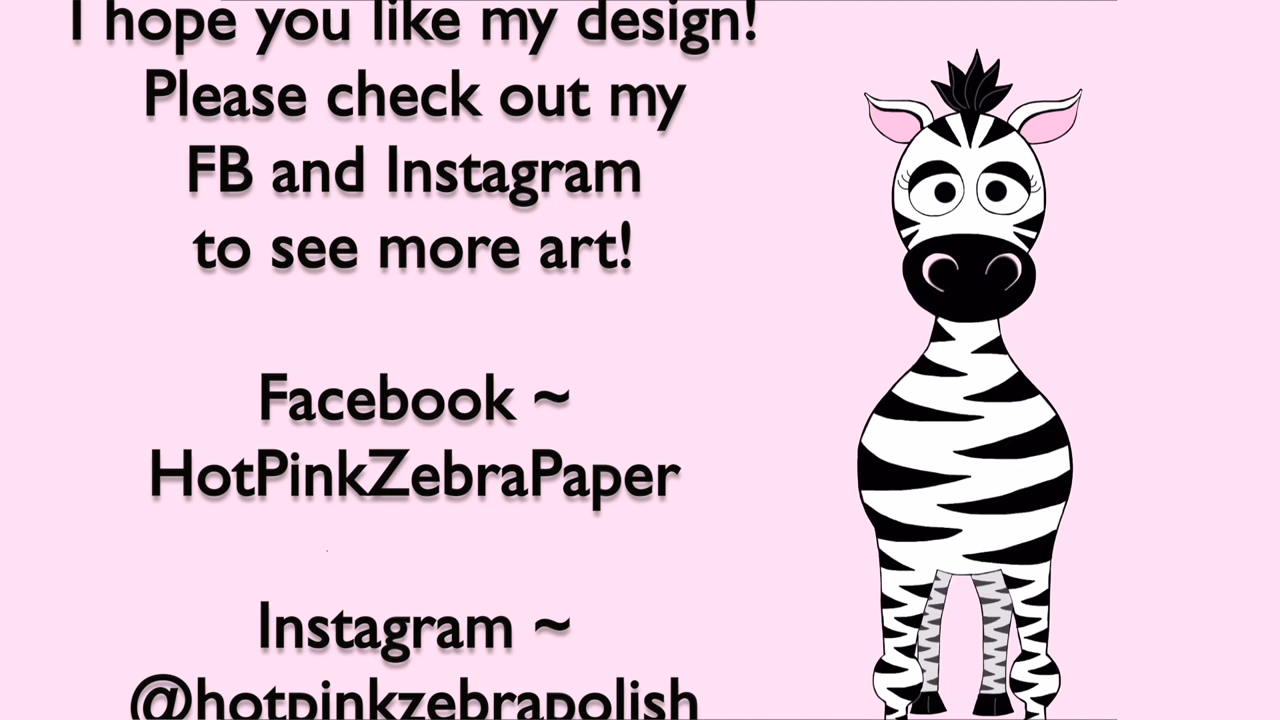 I hope you like my design!
Please check out my
FB and Instagram
to see more art!
Facebook ~
HotPinkZebraPaper
Instagram ~
@hotpinkzebrapolish